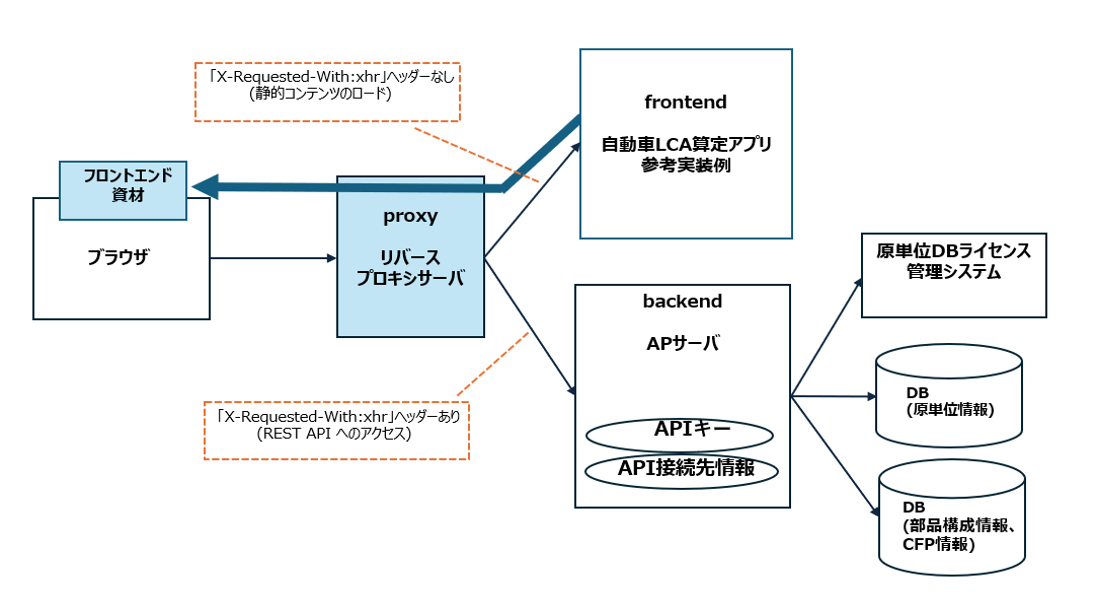 「X-Requested-With:xhr」ヘッダーなし
(静的コンテンツのロード)
frontend
自動車LCA算定アプリ
参考実装例
フロントエンド
資材
ブラウザ
proxy
リバース
プロキシサーバ
原単位DBライセンス
管理システム
backend
APサーバ
DB
(原単位情報)
「X-Requested-With:xhr」ヘッダーあり
(REST API へのアクセス)
APIキー
API接続先情報
DB
(部品構成情報、
CFP情報)